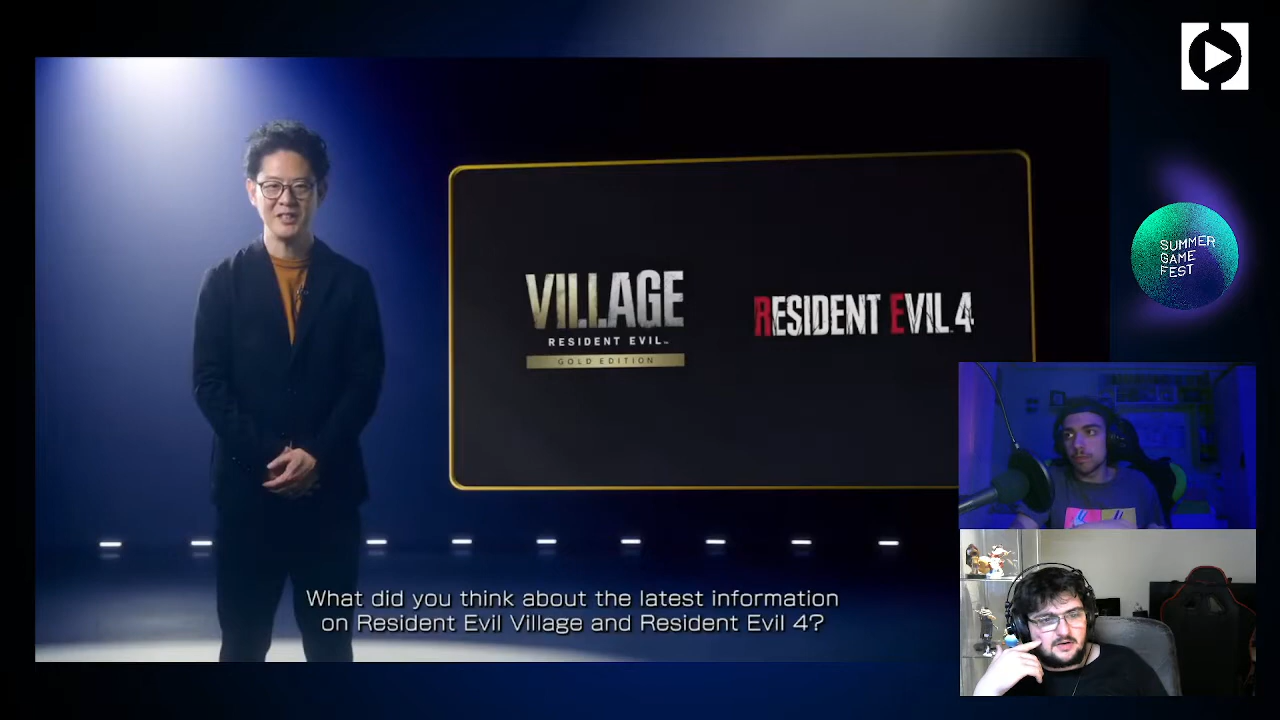 VILLAGE
RESIDENT EVIL™
GOLD EDITION
RESIDENT EVIL 4
SUMMER
GAME
FEST
What did you think about the latest information
on Resident Evil Village and Resident Evil 4?